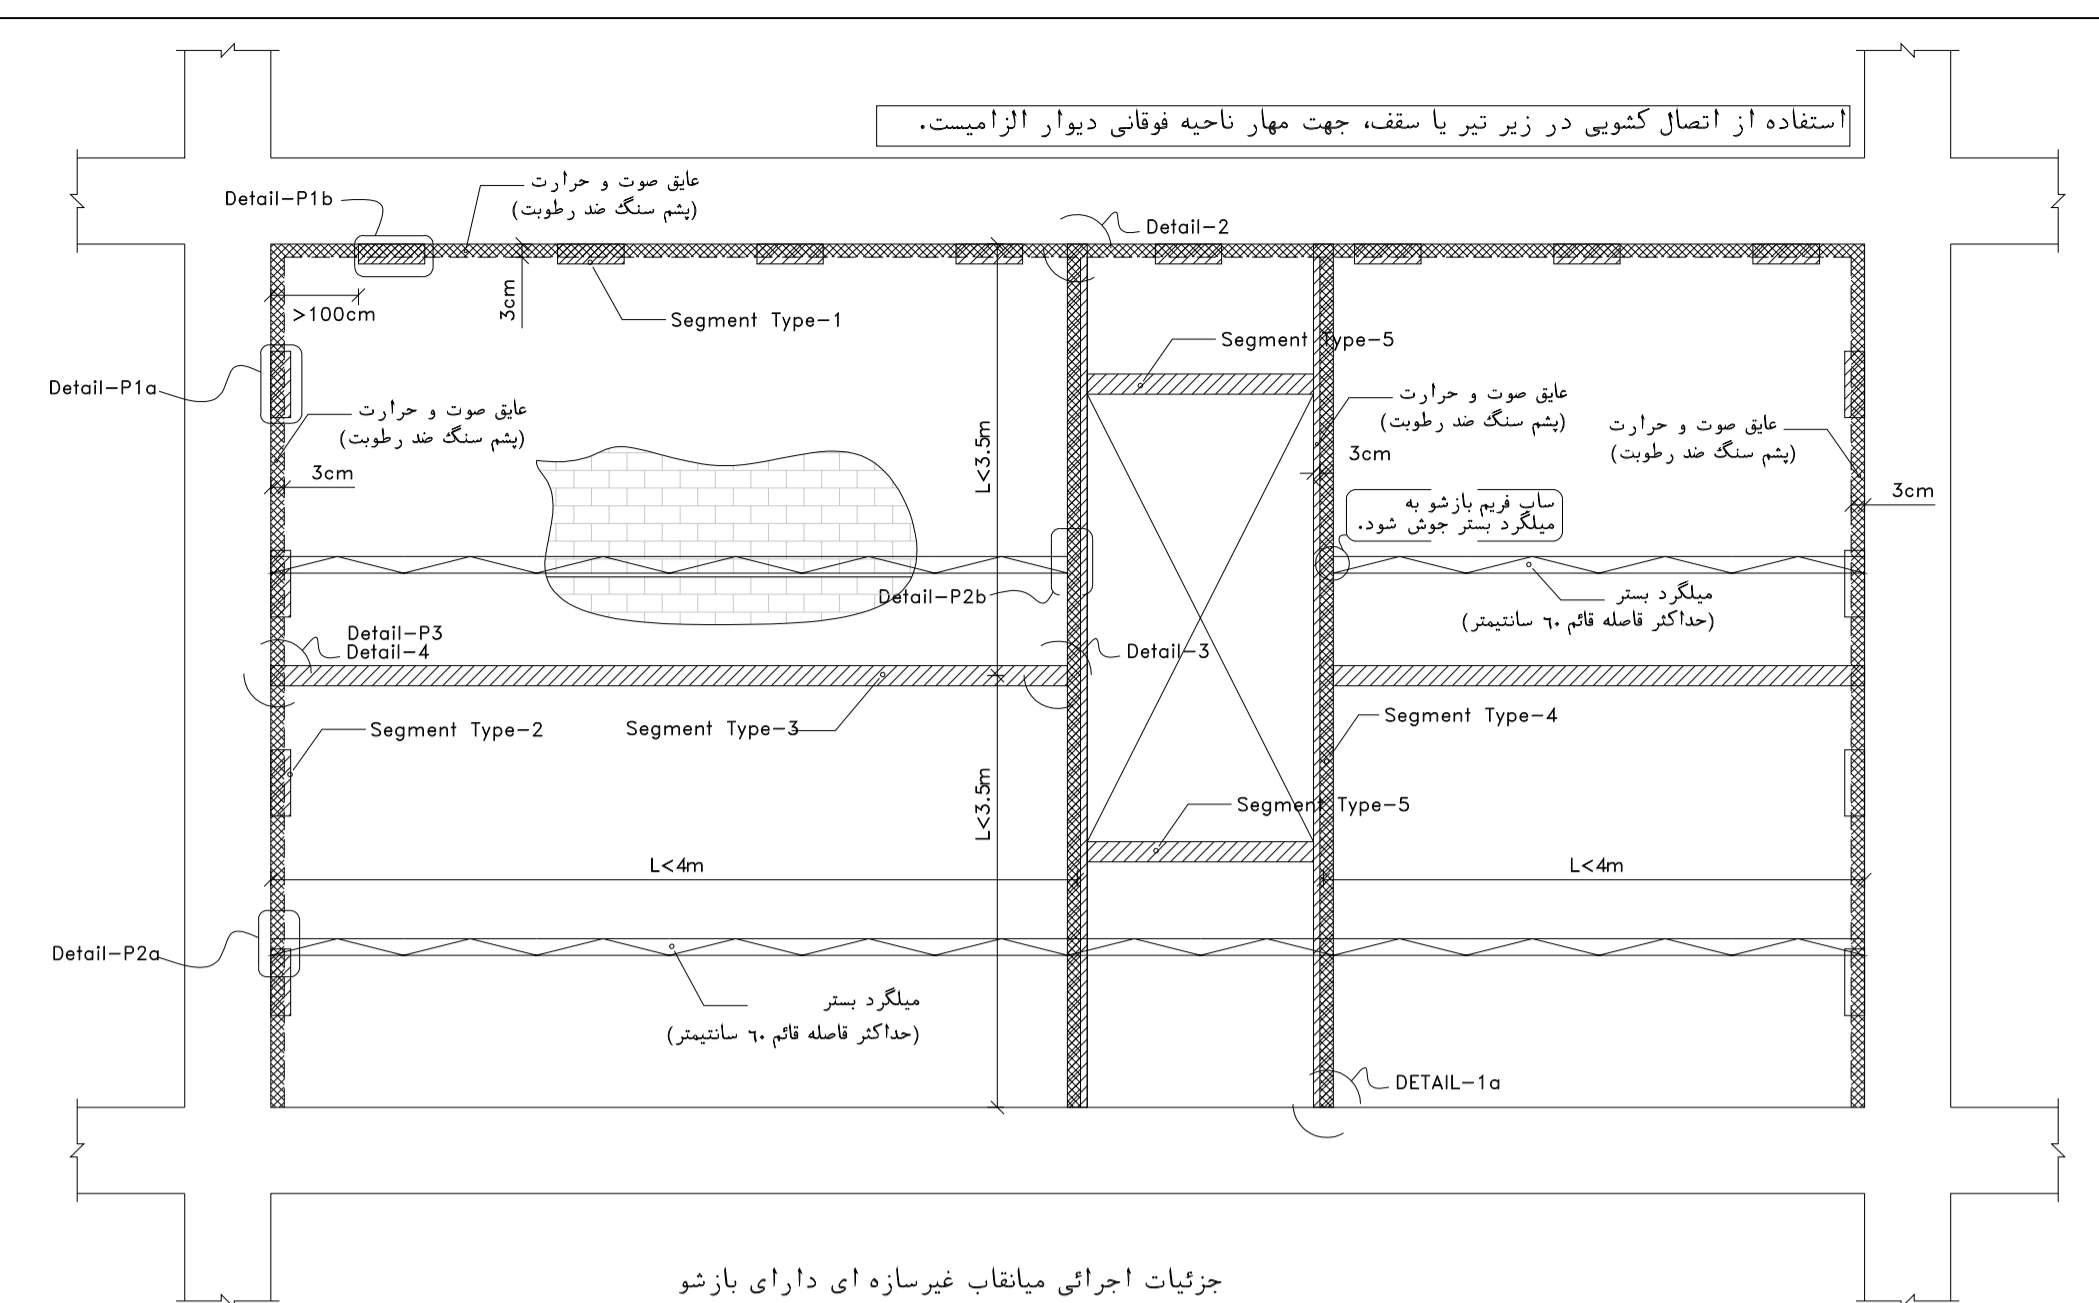 استفاده از اتصال کشویی در زیر تیر یا سقف، جهت مهار ناحیه فوقانی دیوار الزامیست.
Detail-P1b
عایق صوت و حرارت
(پشم سنگ ضد رطوبت)
Detail-2
>100cm
3cm
Segment Type-1
Segment Type-5
Detail-P1a
عایق صوت و حرارت
(پشم سنگ ضد رطوبت)
3cm
L<3.5m
عایق صوت و حرارت
(پشم سنگ ضد رطوبت)
3cm
عایق صوت و حرارت
(پشم سنگ ضد رطوبت)
3cm
ساب فریم بازشو به
میلگرد بستر جوش شود.
Detail-P2b
میلگرد بستر
(حداکثر قاصله قائم ٦٠ سانتیمتر)
Detail-P3
Detail-4
Detail-3
Segment Type-2
Segment Type-3
Segment Type-4
L<3.5m
Segment Type-5
L<4m
L<4m
Detail-P2a
میلگرد بستر
(حداکثر قاصله قائم ٦٠ سانتیمتر)
DETAIL-1a
جزئیات اجرائی میانقاب غیرسازه ای دارای بازشو